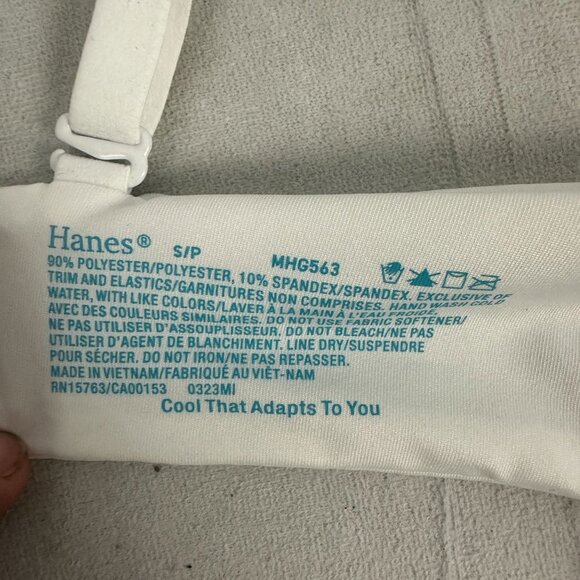 Hanes® S/P MHG563
90% POLYESTER/POLYESTER, 10% SPANDEX/SPANDEX. EXCLUSIVE OF
TRIM AND ELASTICS/GARNITURES NON COMPRISES. HAND WASH COLD
WATER, WITH LIKE COLORS/LAVER À LA MAIN À L'EAU FROIDE,
AVEC DES COULEURS SIMILAIRES. DO NOT USE FABRIC SOFTENER/
NE PAS UTILISER D'ASSOUPLISSEUR. DO NOT BLEACH/NE PAS
UTILISER D'AGENT DE BLANCHIMENT. LINE DRY/SUSPENDRE
POUR SÉCHER. DO NOT IRON/NE PAS REPASSER.
MADE IN VIETNAM/FABRIQUÉ AU VIÊT-NAM
RN15763/CA00153 0323MI
Cool That Adapts To You